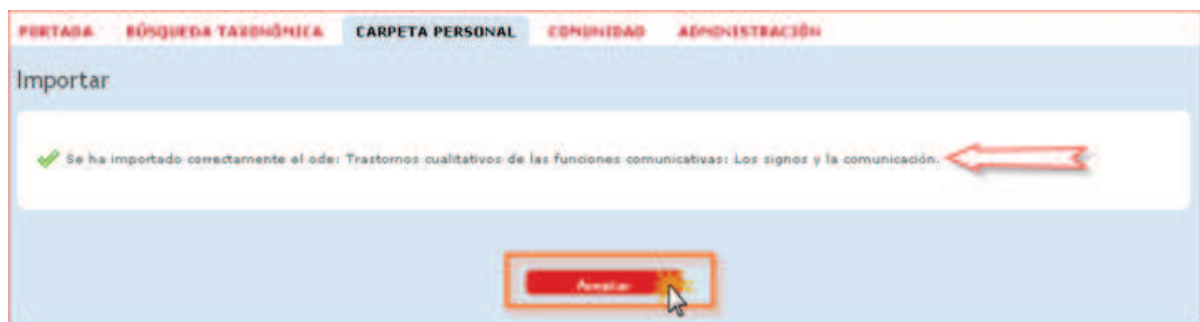 PORTADA BÚSQUEDA TAXONÓMICA CARPETA PERSONAL COMUNIDAD ADMINISTRACIÓN
Importar
Se ha importado correctamente el ode: Trastornos cualitativos de las funciones comunicativas: Los signos y la comunicación.
Aceptar